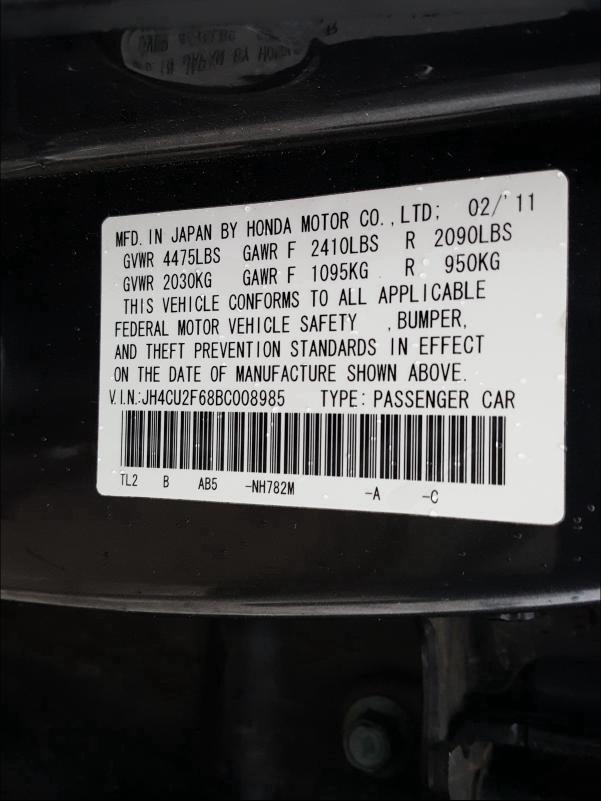 MFD. IN JAPAN BY HONDA MOTOR CO., LTD; 02/'11
GVWR 4475LBS GAWR F 2410LBS R 2090LBS
GVWR 2030KG GAWR F 1095KG R 950KG
THIS VEHICLE CONFORMS TO ALL APPLICABLE
FEDERAL MOTOR VEHICLE SAFETY , BUMPER,
AND THEFT PREVENTION STANDARDS IN EFFECT
ON THE DATE OF MANUFACTURE SHOWN ABOVE.
V.I.N.:JH4CU2F68BC008985 TYPE: PASSENGER CAR
TL2 B AB5 -NH782M -A -C